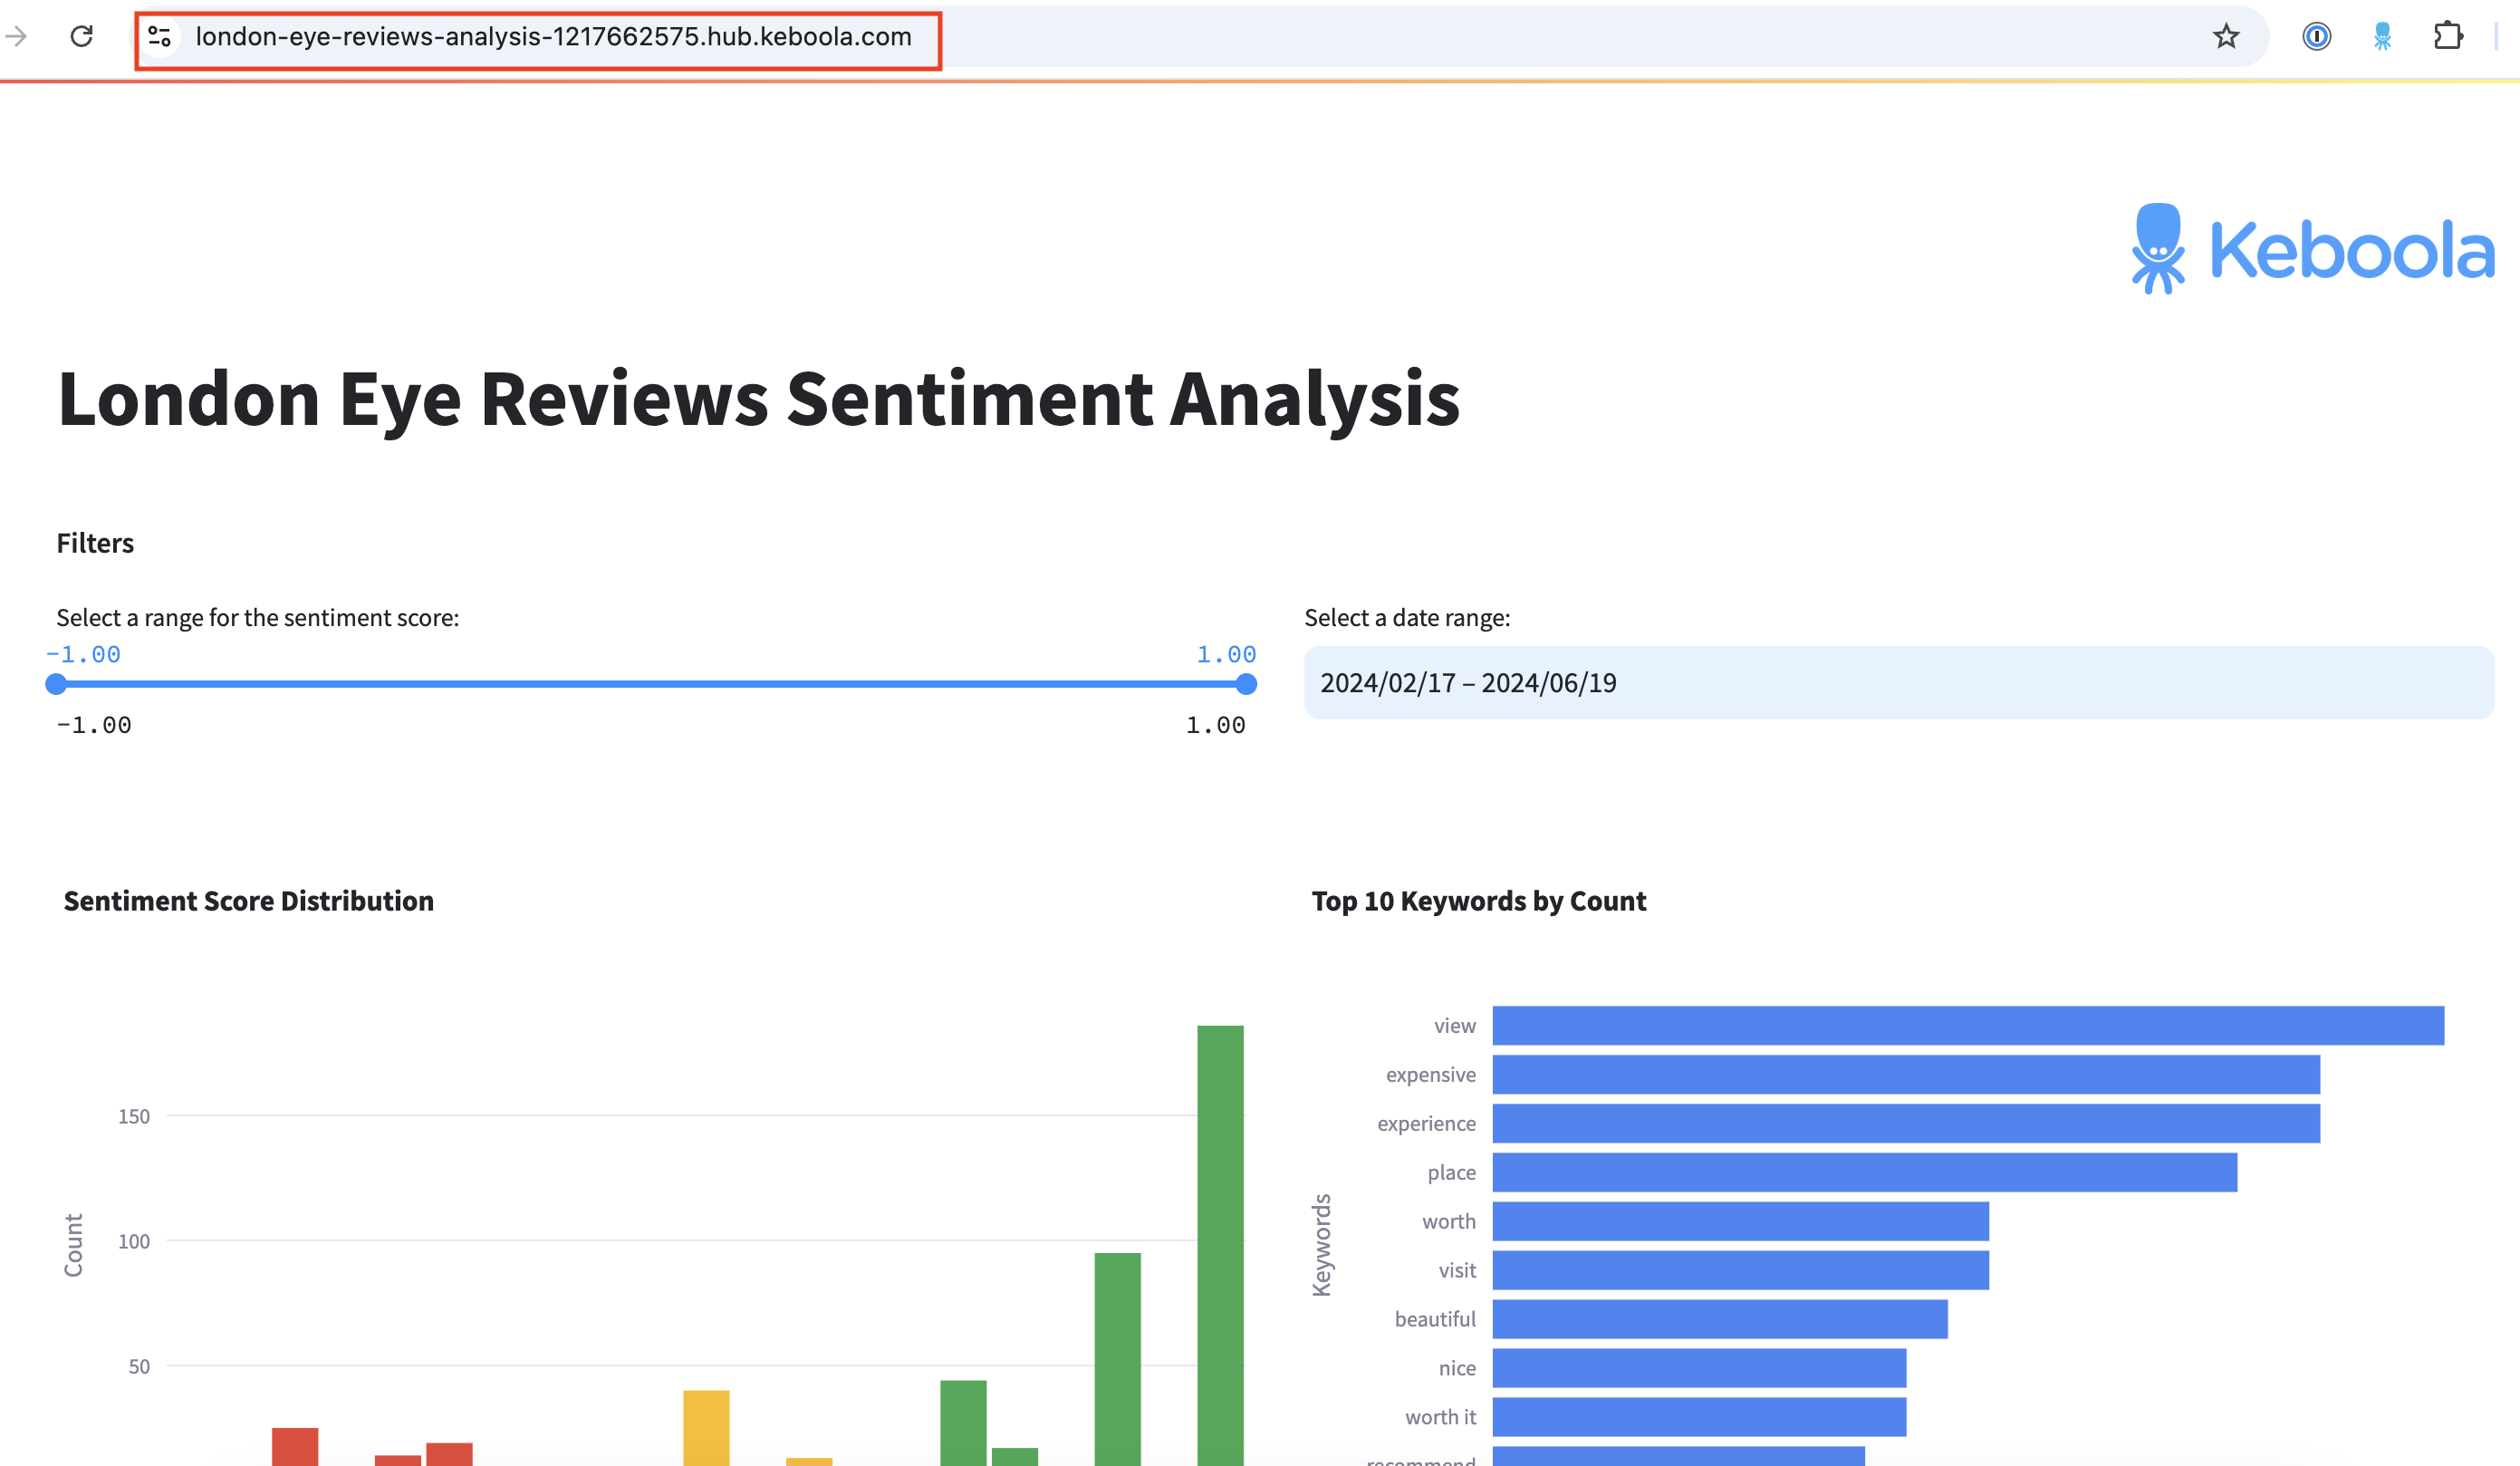 london-eye-reviews-analysis-1217662575.hub.keboola.com
Keboola
London Eye Reviews Sentiment Analysis
Filters
Select a range for the sentiment score:
-1.00 1.00
-1.00 1.00
Select a date range:
2024/02/17 – 2024/06/19
Sentiment Score Distribution
150
100
50
Count
Top 10 Keywords by Count
view
expensive
experience
place
worth
visit
beautiful
nice
worth it
recommend
Keywords